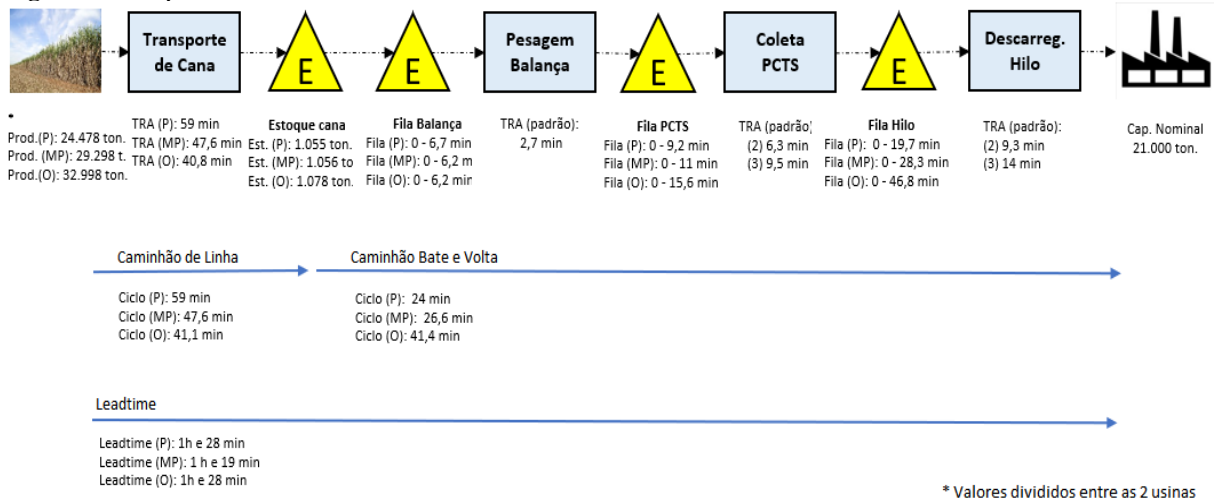 Transporte
de Cana
E
E
Pesagem
Balança
E
Coleta
PCTS
E
Descarreg.
Hilo
*
Prod.(P): 24.478 ton.
Prod. (MP): 29.298 t.
Prod.(O): 32.998 ton.
TRA (P): 59 min
TRA (MP): 47,6 min
TRA (O): 40,8 min
Estoque cana
Est. (P): 1.055 ton.
Est. (MP): 1.056 to
Est. (O): 1.078 ton.
Fila Balança
Fila (P): 0 - 6,7 min
Fila (MP): 0 - 6,2 m
Fila (O): 0 - 6,2 mir
TRA (padrão):
2,7 min
Fila PCTS
Fila (P): 0 - 9,2 min
Fila (MP): 0 - 11 min
Fila (O): 0 - 15,6 min
TRA (padrão)
(2) 6,3 min
(3) 9,5 min
Fila Hilo
Fila (P): 0 - 19,7 min
Fila (MP): 0 - 28,3 min
Fila (O): 0 - 46,8 min
TRA (padrão):
(2) 9,3 min
(3) 14 min
Cap. Nominal
21.000 ton.
Caminhão de Linha
Ciclo (P): 59 min
Ciclo (MP): 47,6 min
Ciclo (O): 41,1 min
Caminhão Bate e Volta
Ciclo (P): 24 min
Ciclo (MP): 26,6 min
Ciclo (O): 41,4 min
Leadtime
Leadtime (P): 1h e 28 min
Leadtime (MP): 1 h e 19 min
Leadtime (O): 1h e 28 min
* Valores divididos entre as 2 usinas